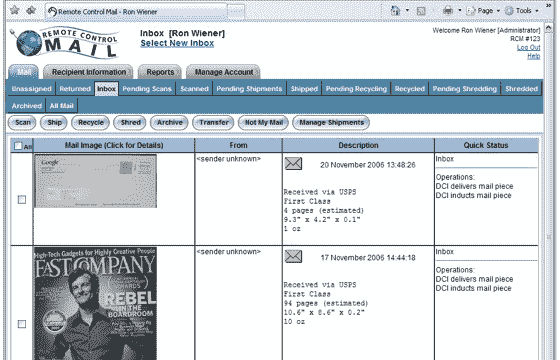 Remote Control Mail - Ron Wiener
Page
Tools
REMOTE CONTROL
MAIL
Inbox [Ron Wiener]
Select New Inbox
Welcome Ron Wiener [Administrator]
RCM #123
Log Out
Help
Mail
Recipient Information
Reports
Manage Account
Unassigned
Returned
Inbox
Pending Scans
Scanned
Pending Shipments
Shipped
Pending Recycling
Recycled
Pending Shredding
Shredded
Archived
All Mail
Scan
Ship
Recycle
Shred
Archive
Transfer
Not My Mail
Manage Shipments
All
Mail Image (Click for Details)
From
Description
Quick Status
Google
<sender unknown>
20 November 2006 13:48:26
Received via USPS
First Class
4 pages (estimated)
9.3" x 4.2" x 0.1"
1 oz
Inbox
Operations:
DCI delivers mail piece
DCI inducts mail piece
High-Tech Gadgets for Highly Creative People
FAST COMPANY
REBEL
IN THE
BOARDROOM
<sender unknown>
17 November 2006 14:44:18
Received via USPS
First Class
94 pages (estimated)
10.6" x 8.6" x 0.2"
10 oz
Inbox
Operations:
DCI delivers mail piece
DCI inducts mail piece